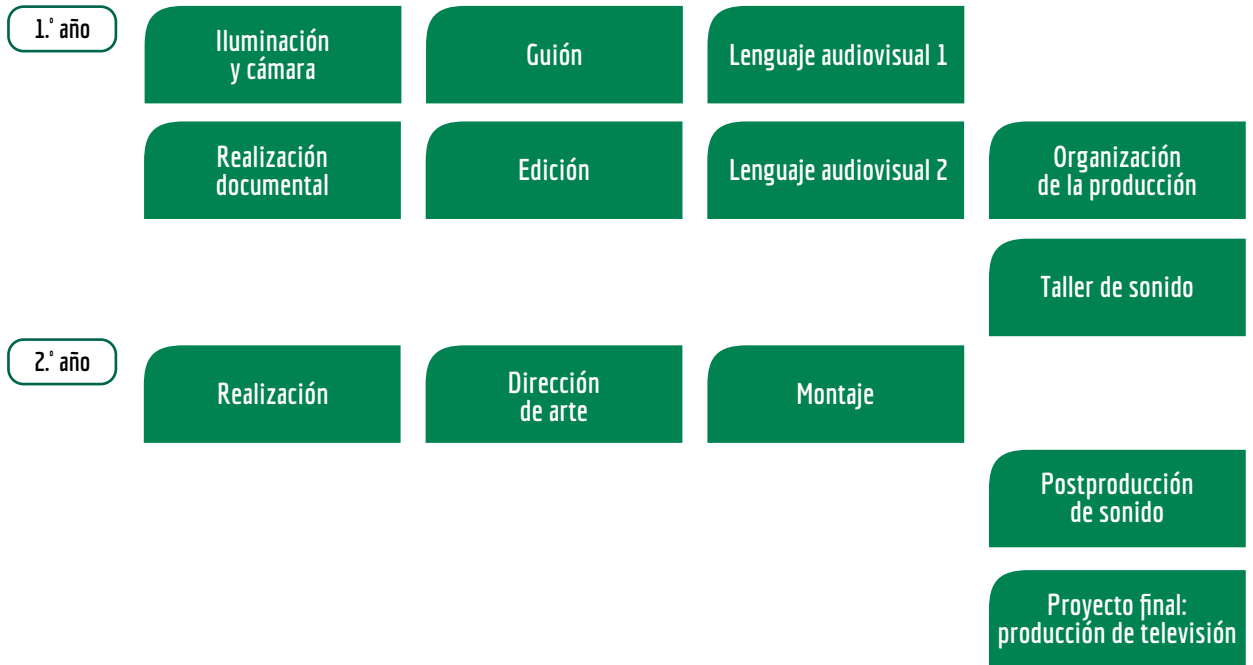 1.° año
Iluminación
y cámara
Guión
Lenguaje audiovisual 1
Realización
documental
Edición
Lenguaje audiovisual 2
Organización
de la producción
Taller de sonido
2.° año
Realización
Dirección
de arte
Montaje
Postproducción
de sonido
Proyecto final:
producción de televisión